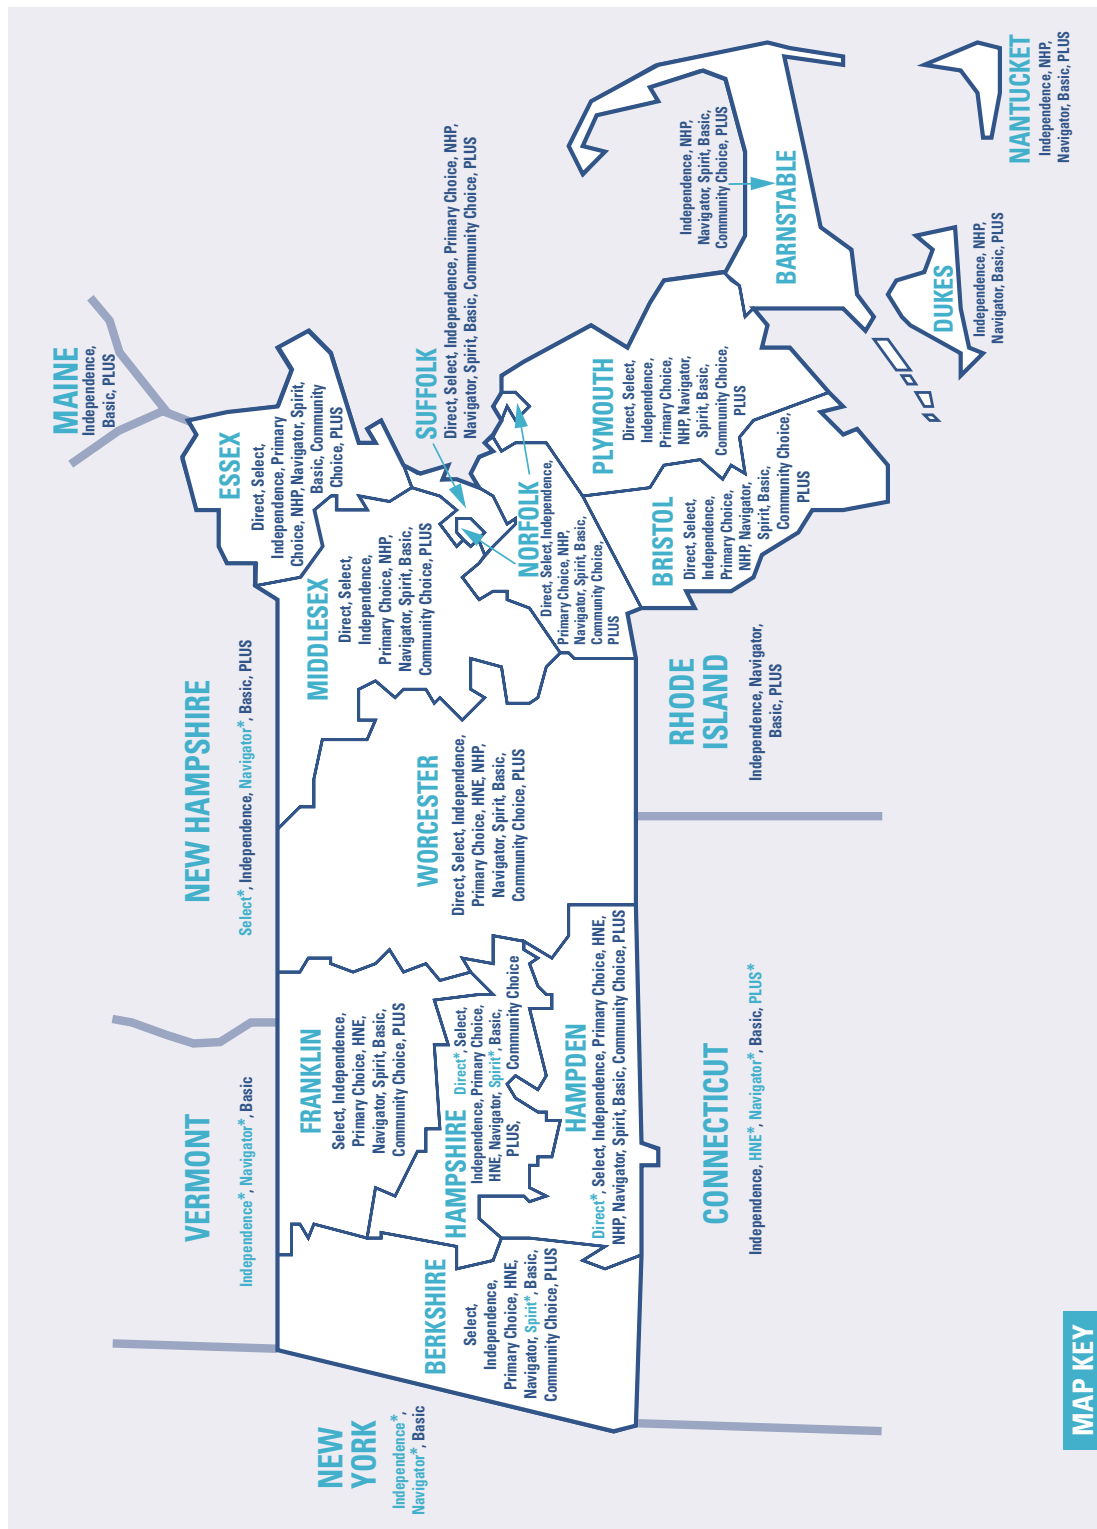 MAINE
Independence,
Basic, PLUS
NEW HAMPSHIRE
Select*, Independence, Navigator*, Basic, PLUS
VERMONT
Independence*, Navigator*, Basic
NEW
YORK
Independence*,
Navigator*, Basic
ESSEX
Direct, Select,
Independence, Primary
Choice, NHP, Navigator, Spirit,
Basic, Community
Choice, PLUS
SUFFOLK
Direct, Select, Independence, Primary Choice, NHP,
Navigator, Spirit, Basic, Community Choice, PLUS
MIDDLESEX
Direct, Select,
Independence,
Primary Choice, NHP,
Navigator, Spirit, Basic,
Community Choice, PLUS
WORCESTER
Direct, Select, Independence,
Primary Choice, HNE, NHP,
Navigator, Spirit, Basic,
Community Choice, PLUS
FRANKLIN
Select, Independence,
Primary Choice, HNE,
Navigator, Spirit, Basic,
Community Choice, PLUS
HAMPSHIRE
Direct*, Select,
Independence, Primary Choice,
HNE, Navigator, Spirit*, Basic,
PLUS,
Community Choice
BERKSHIRE
Select,
Independence,
Primary Choice, HNE,
Navigator, Spirit*, Basic,
Community Choice, PLUS
HAMPDEN
Direct*, Select, Independence, Primary Choice, HNE,
NHP, Navigator, Spirit, Basic, Community Choice, PLUS
NORFOLK
Direct, Select, Independence,
Primary Choice, NHP,
Navigator, Spirit, Basic,
Community Choice,
PLUS
PLYMOUTH
Direct, Select,
Independence,
Primary Choice,
NHP, Navigator,
Spirit, Basic,
Community Choice,
PLUS
BRISTOL
Direct, Select,
Independence,
Primary Choice,
NHP, Navigator,
Spirit, Basic,
Community Choice,
PLUS
Independence, NHP,
Navigator, Spirit, Basic,
Community Choice, PLUS
BARNSTABLE
DUKES
Independence, NHP,
Navigator, Basic, PLUS
NANTUCKET
Independence, NHP,
Navigator, Basic, PLUS
RHODE
ISLAND
Independence, Navigator,
Basic, PLUS
CONNECTICUT
Independence, HNE*, Navigator*, Basic, PLUS*
MAP KEY